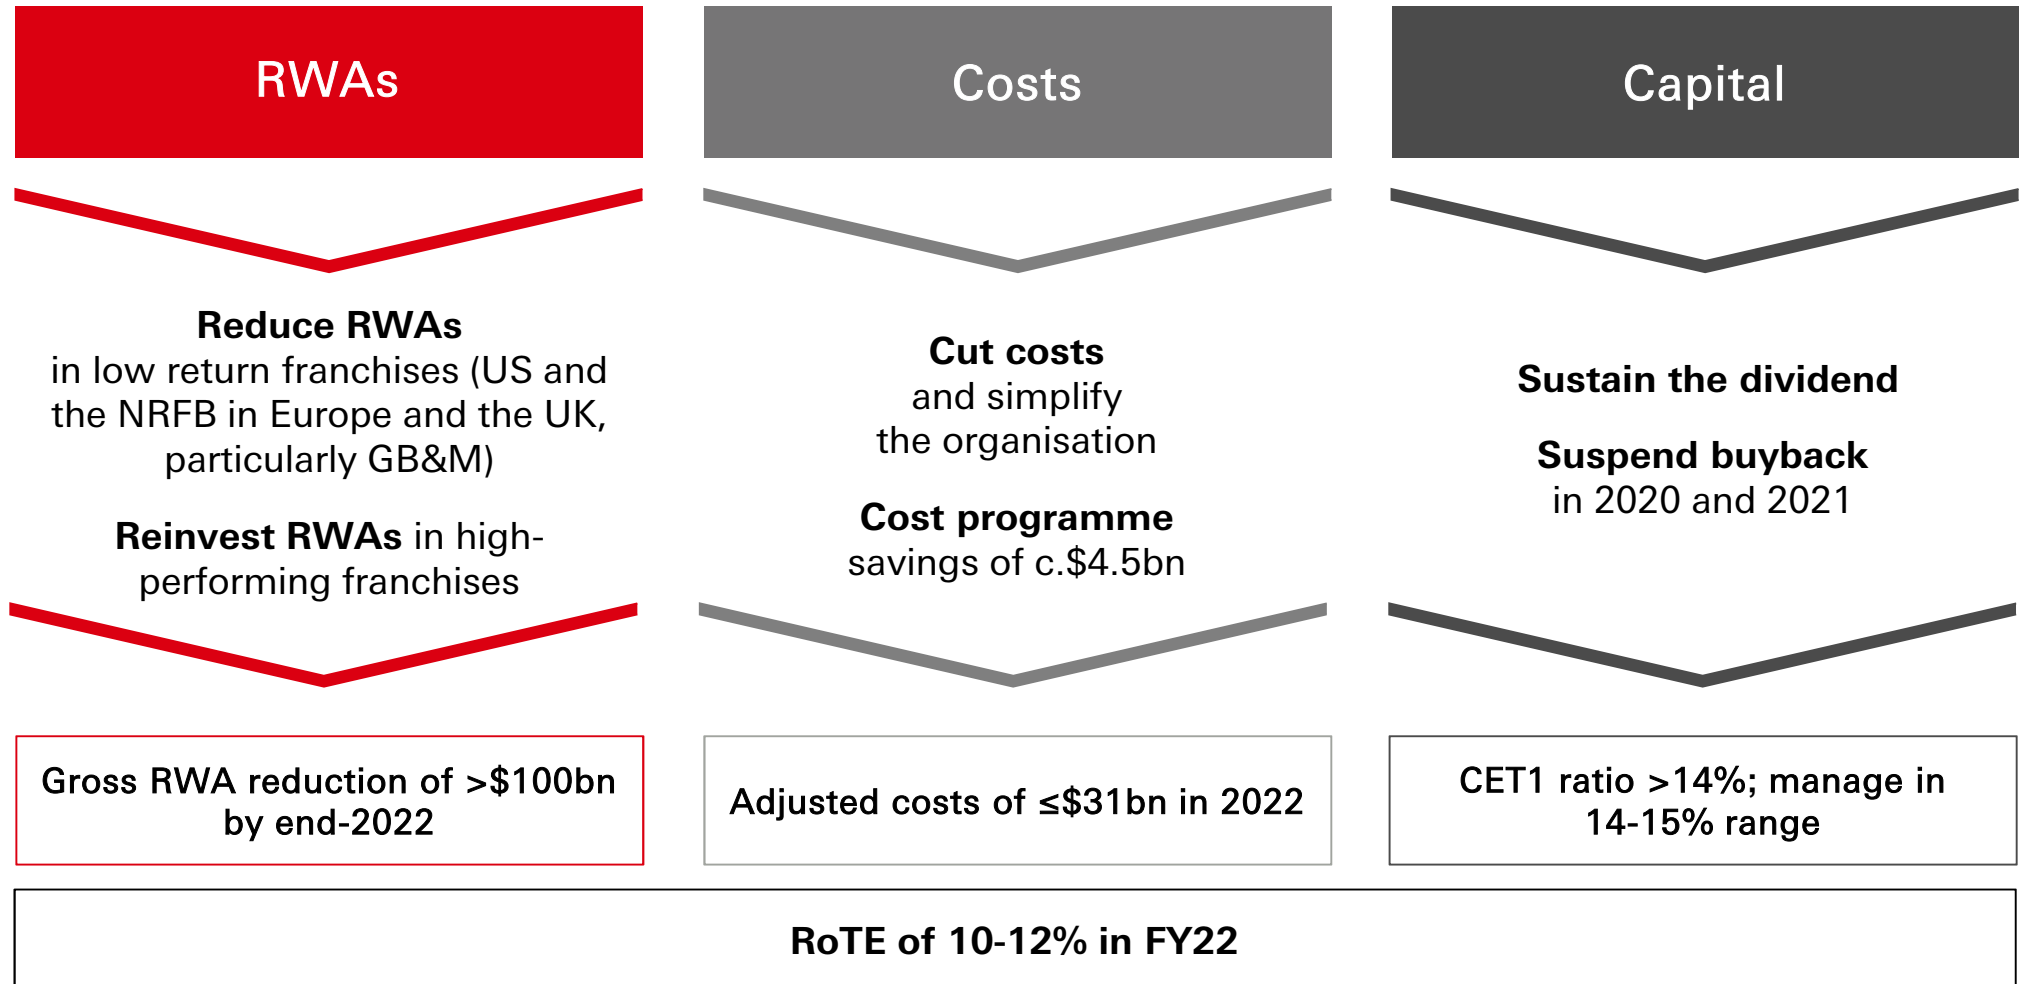 RWAs
Reduce RWAs
in low return franchises (US and
the NRFB in Europe and the UK,
particularly GB&M)
Reinvest RWAs in high-
performing franchises
Gross RWA reduction of >$100bn
by end-2022
Costs
Cut costs
and simplify
the organisation
Cost programme
savings of c.$4.5bn
Adjusted costs of ≤$31bn in 2022
Capital
Sustain the dividend
Suspend buyback
in 2020 and 2021
CET1 ratio >14%; manage in
14-15% range
RoTE of 10-12% in FY22